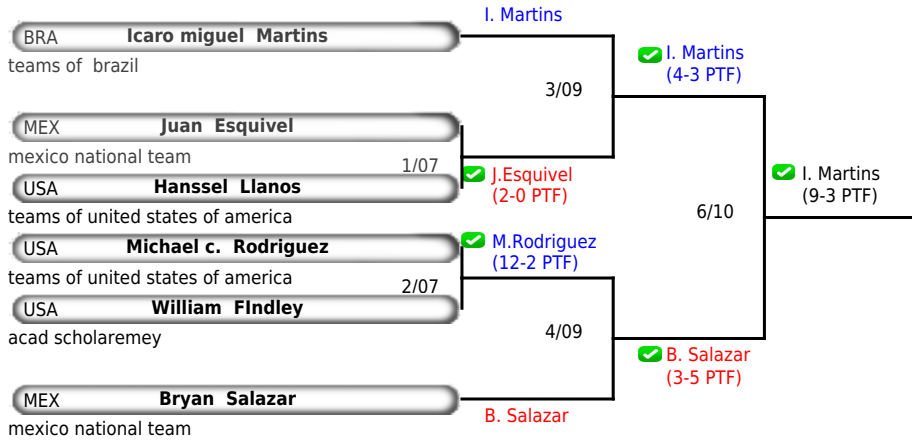 I. Martins
BRA Icaro miguel Martins
teams of brazil
I. Martins
(4-3 PTF)
3/09
MEX Juan Esquivel
mexico national team
1/07
J.Esquivel
(2-0 PTF)
USA Hanssel Llanos
teams of united states of america
I. Martins
(9-3 PTF)
6/10
USA Michael c. Rodriguez
teams of united states of america
M.Rodriguez
(12-2 PTF)
2/07
USA William FIndley
acad scholaremey
4/09
B. Salazar
(3-5 PTF)
MEX Bryan Salazar
mexico national team
B. Salazar